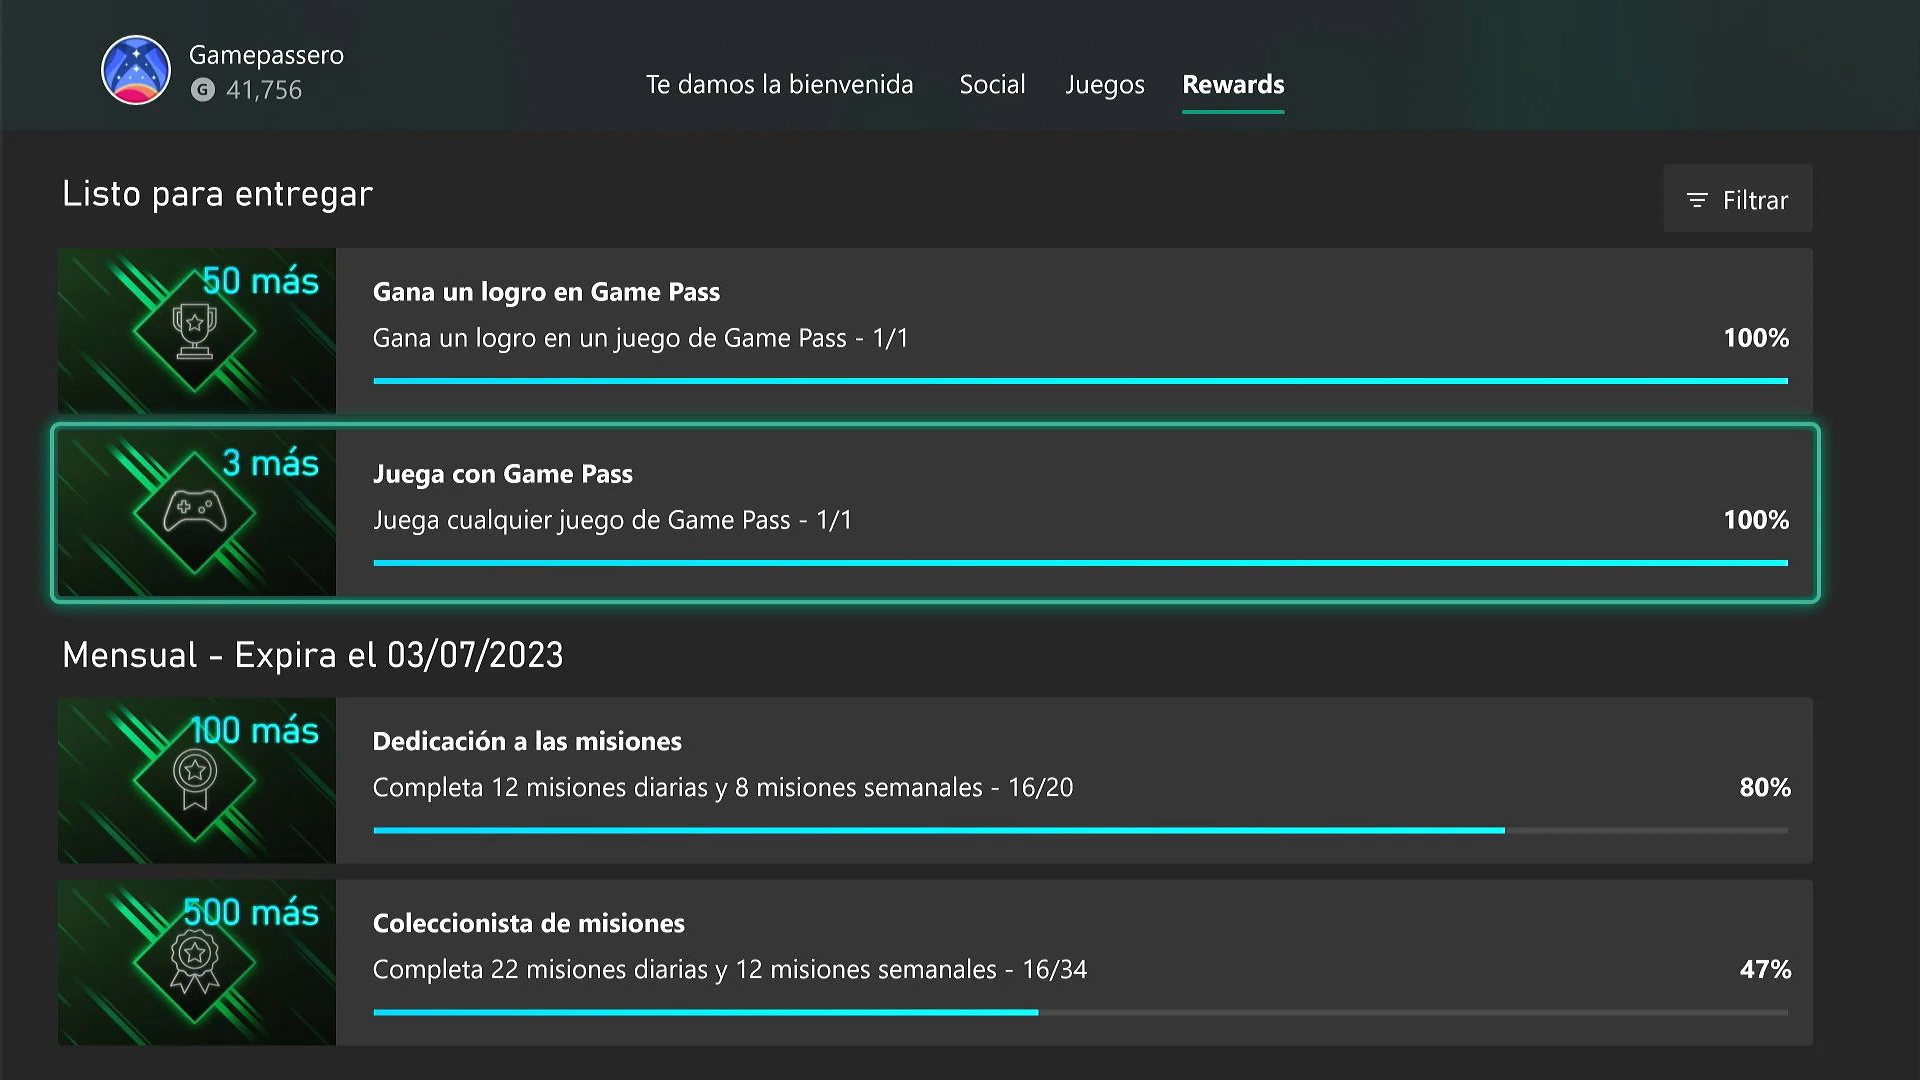 Gamepassero
G 41,756
Te damos la bienvenida Social Juegos Rewards
Listo para entregar
Filtrar
50 más
Gana un logro en Game Pass
Gana un logro en un juego de Game Pass - 1/1
100%
3 más
Juega con Game Pass
Juega cualquier juego de Game Pass - 1/1
100%
Mensual - Expira el 03/07/2023
100 más
Dedicación a las misiones
Completa 12 misiones diarias y 8 misiones semanales - 16/20
80%
500 más
Coleccionista de misiones
Completa 22 misiones diarias y 12 misiones semanales - 16/34
47%